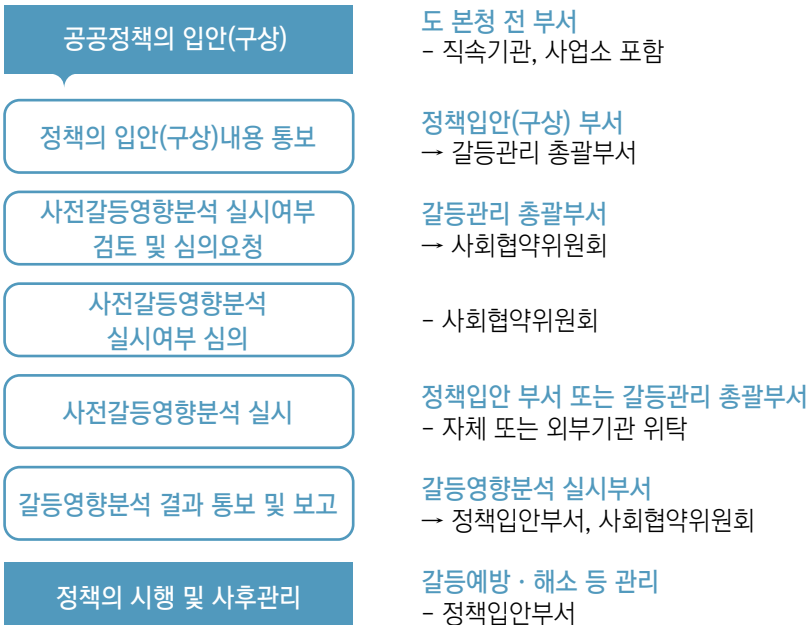 공공정책의 입안(구상)
도 본청 전 부서
- 직속기관, 사업소 포함
정책의 입안(구상)내용 통보
정책입안(구상) 부서
→ 갈등관리 총괄부서
사전갈등영향분석 실시여부
검토 및 심의요청
갈등관리 총괄부서
→ 사회협약위원회
사전갈등영향분석
실시여부 심의
- 사회협약위원회
사전갈등영향분석 실시
정책입안 부서 또는 갈등관리 총괄부서
- 자체 또는 외부기관 위탁
갈등영향분석 결과 통보 및 보고
갈등영향분석 실시부서
→ 정책입안부서, 사회협약위원회
정책의 시행 및 사후관리
갈등예방 · 해소 등 관리
- 정책입안부서